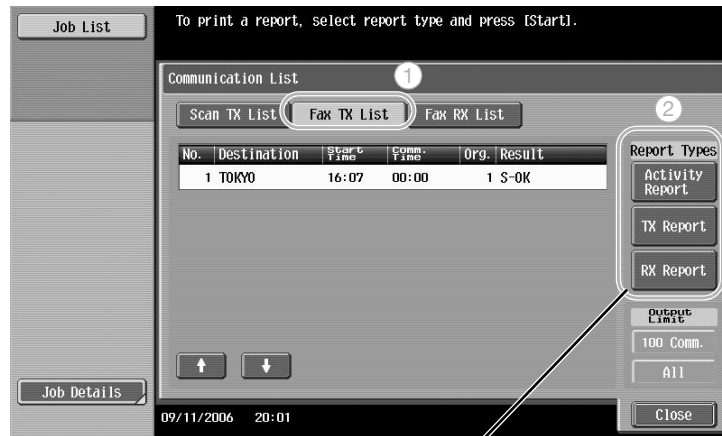 Job List
To print a report, select report type and press [Start].
Communication List
1
Scan TX List
Fax TX List
Fax RX List
2
No. Destination Start Time Comm. Time Org. Result
1 TOKYO 16:07 00:00 1 S-OK
Report Types
Activity
Report
TX Report
RX Report
Output
Limit
100 Comm.
All
Job Details
09/11/2006 20:01
Close